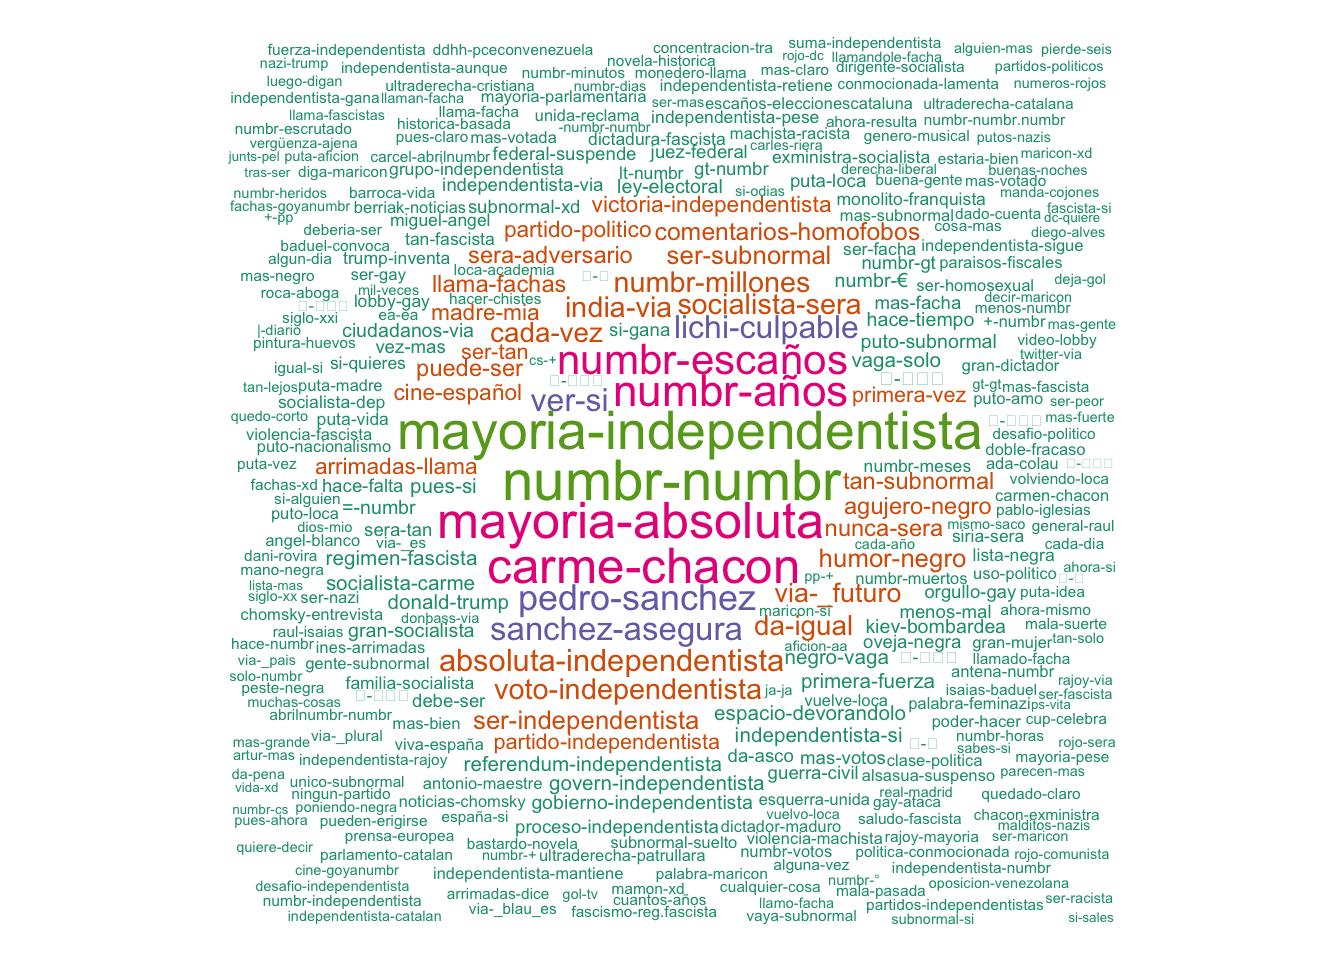 fuerza-independentista ddhh-pceconvenezuela concentracion-tra suma-independentista alguien-mas pierde-seis
nazi-trump independentista-aunque novela-historica rojo-dc llamandole-facha partidos-politicos
luego-digan numbr-minutos monedero-llama mas-claro dirigente-socialista
ultraderecha-cristiana numbr-dias independentista-retiene conmocionada-lamenta numeros-rojos
independentista-gana llaman-facha mayoria-parlamentaria ser-mas escaños-eleccionescataluna ultraderecha-catalana
llama-fascistas llama-facha unida-reclama independentista-pese ahora-resulta numbr-numbr.numbr
numbr-escrutado historica-basada -numbr-numbr dictadura-fascista machista-racista genero-musical putos-nazis
vergüenza-ajena pues-claro mas-votada carles-riera
junts-pel puta-aficion carcel-abrilnumbr federal-suspende juez-federal exministra-socialista estaria-bien maricon-xd
tras-ser diga-maricon grupo-independentista lt-numbr gt-numbr derecha-liberal buenas-noches
numbr-heridos barroca-vida independentista-via ley-electoral si-odias puta-loca buena-gente mas-votado manda-cojones
fachas-goyanumbr berriak-noticias subnormal-xd victoria-independentista monolito-franquista fascista-si
+-pp miguel-angel mas-subnormal dado-cuenta dc-quiere
deberia-ser partido-politico comentarios-homofobos cosa-mas diego-alves
baduel-convoca tan-fascista sera-adversario ser-subnormal ser-facha independentista-sigue
algun-dia trump-inventa loca-academia numbr-gt paraisos-fiscales
mas-negro ser-gay llama-fachas numbr-millones numbr-€ ser-homosexual deja-gol
roca-aboga mil-veces lobby-gay hacer-chistes india-via socialista-sera mas-facha decir-maricon
siglo-xxi ea-ea madre-mia menos-numbr
|-diario ciudadanos-via cada-vez si-gana lichi-culpable hace-tiempo +-numbr mas-gente
pintura-huevos vez-mas ser-tan puto-subnormal video-lobby
igual-si si-quieres puede-ser cs-+ numbr-escaños vaga-solo gran-dictador twitter-via
tan-lejos puta-madre cine-español numbr-años primera-vez gt-gt mas-fascista
socialista-dep ver-si puto-amo ser-peor
quedo-corto puta-vida mayoria-independentista mas-fuerte
violencia-fascista desafio-politico
puto-nacionalismo doble-fracaso
puta-vez arrimadas-llama numbr-meses ada-colau
fachas-xd hace-falta pues-si numbr-numbr tan-subnormal volviendo-loca
si-alguien carmen-chacon
puto-loca =-numbr mayoria-absoluta agujero-negro pablo-iglesias
dios-mio sera-tan nunca-sera mismo-saco general-raul
angel-blanco via-_es cada-año siria-sera cada-dia
dani-rovira regimen-fascista carme-chacon humor-negro lista-negra
mano-negra ahora-si
lista-mas socialista-carme pp-+ numbr-muertos uso-politico
siglo-xx ser-nazi donald-trump pedro-sanchez via-_futuro orgullo-gay puta-idea
chomsky-entrevista donbass-via maricon-si menos-mal ahora-mismo
raul-isaias gran-socialista sanchez-asegura da-igual kiev-bombardea mala-suerte
hace-numbr ines-arrimadas aficion-aa oveja-negra gran-mujer tan-solo
via-_pais gente-subnormal absoluta-independentista negro-vaga llamado-facha
solo-numbr antena-numbr
peste-negra familia-socialista voto-independentista ja-ja primera-fuerza isaias-baduel rajoy-via
muchas-cosas debe-ser vuelve-loca palabra-feminazi ser-fascista
abrilnumbr-numbr mas-bien ser-independentista espacio-devorandolo poder-hacer cup-celebra ps-vita
mas-grande via-_plural viva-españa partido-independentista independentista-si numbr-horas rojo-sera
artur-mas independentista-rajoy referendum-independentista da-asco mas-votos clase-politica sabes-si mayoria-pese
da-pena unico-subnormal antonio-maestre govern-independentista guerra-civil alsasua-suspenso parecen-mas
vida-xd ningun-partido real-madrid quedado-claro
numbr-cs poniendo-negra noticias-chomsky gobierno-independentista esquerra-unida gay-ataca
pues-ahora pueden-erigirse españa-si vuelvo-loca saludo-fascista chacon-exministra
prensa-europea proceso-independentista dictador-maduro malditos-nazis
quiere-decir bastardo-novela subnormal-suelto violencia-machista rajoy-mayoria ser-maricon
parlamento-catalan numbr-+ ultraderecha-patrullara numbr-votos politica-conmocionada rojo-comunista
cine-goyanumbr independentista-mantiene palabra-maricon alguna-vez independentista-numbr
desafio-independentista arrimadas-dice gol-tv mamon-xd cualquier-cosa numbr-° oposicion-venezolana
numbr-independentista cuantos-años llamo-facha mala-pasada partidos-independentistas ser-racista
independentista-catalan via-_blau_es fascismo-reg.fascista vaya-subnormal subnormal-si si-sales